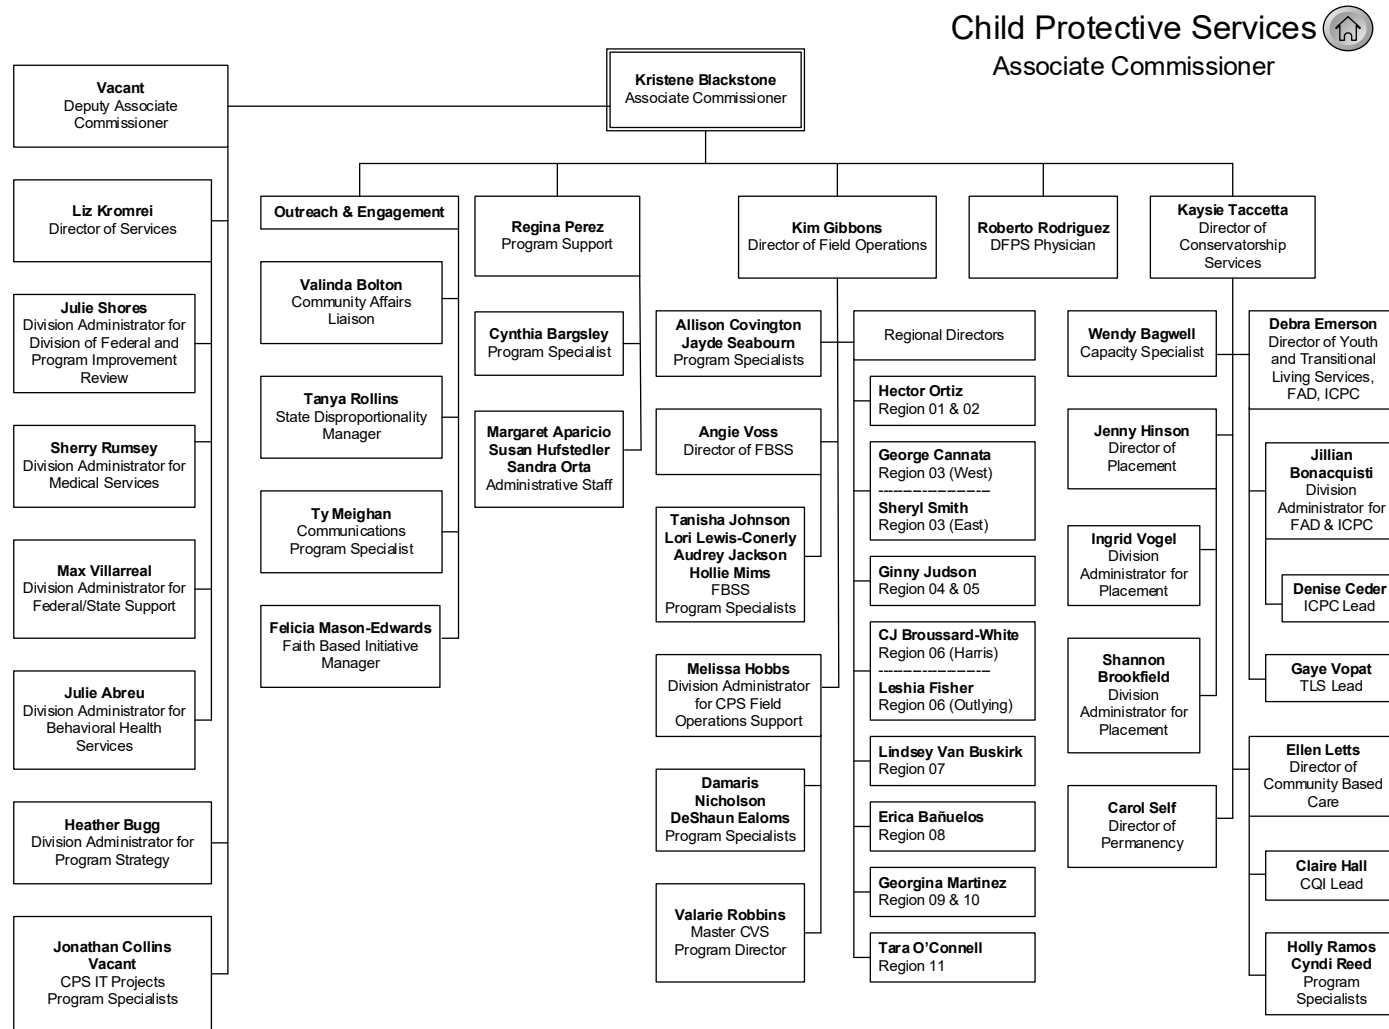 Child Protective Services
Associate Commissioner
Kristene Blackstone
Associate Commissioner
Vacant
Deputy Associate
Commissioner
Liz Kromrei
Director of Services
Julie Shores
Division Administrator for
Division of Federal and
Program Improvement
Review
Sherry Rumsey
Division Administrator for
Medical Services
Max Villarreal
Division Administrator for
Federal/State Support
Julie Abreu
Division Administrator for
Behavioral Health
Services
Heather Bugg
Division Administrator for
Program Strategy
Jonathan Collins
Vacant
CPS IT Projects
Program Specialists
Outreach & Engagement
Valinda Bolton
Community Affairs
Liaison
Tanya Rollins
State Disproportionality
Manager
Ty Meighan
Communications
Program Specialist
Felicia Mason-Edwards
Faith Based Initiative
Manager
Regina Perez
Program Support
Cynthia Bargsley
Program Specialist
Margaret Aparicio
Susan Hufstedler
Sandra Orta
Administrative Staff
Kim Gibbons
Director of Field Operations
Allison Covington
Jayde Seabourn
Program Specialists
Angie Voss
Director of FBSS
Tanisha Johnson
Lori Lewis-Conerly
Audrey Jackson
Hollie Mims
FBSS
Program Specialists
Melissa Hobbs
Division Administrator
for CPS Field
Operations Support
Damaris
Nicholson
DeShaun Ealoms
Program Specialists
Valarie Robbins
Master CVS
Program Director
Regional Directors
Hector Ortiz
Region 01 & 02
George Cannata
Region 03 (West)
------------------------
Sheryl Smith
Region 03 (East)
Ginny Judson
Region 04 & 05
CJ Broussard-White
Region 06 (Harris)
------------------------
Leshia Fisher
Region 06 (Outlying)
Lindsey Van Buskirk
Region 07
Erica Bañuelos
Region 08
Georgina Martinez
Region 09 & 10
Tara O’Connell
Region 11
Roberto Rodriguez
DFPS Physician
Kaysie Taccetta
Director of
Conservatorship
Services
Wendy Bagwell
Capacity Specialist
Jenny Hinson
Director of
Placement
Ingrid Vogel
Division
Administrator for
Placement
Shannon
Brookfield
Division
Administrator for
Placement
Carol Self
Director of
Permanency
Debra Emerson
Director of Youth
and Transitional
Living Services,
FAD, ICPC
Jillian
Bonacquisti
Division
Administrator for
FAD & ICPC
Denise Ceder
ICPC Lead
Gaye Vopat
TLS Lead
Ellen Letts
Director of
Community Based
Care
Claire Hall
CQI Lead
Holly Ramos
Cyndi Reed
Program
Specialists